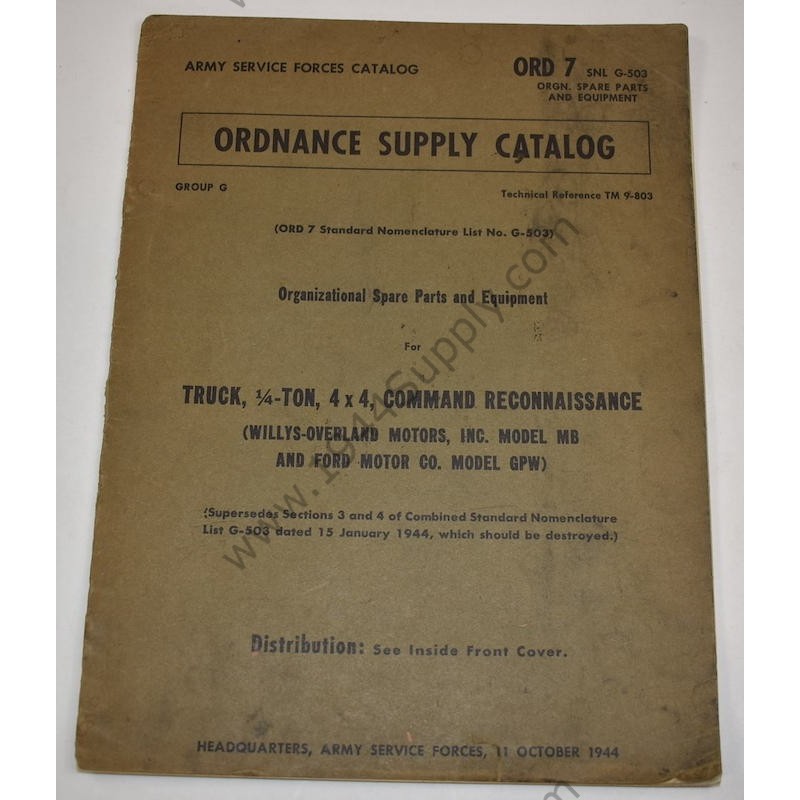 ARMY SERVICE FORCES CATALOG
ORD 7 SNL G-503
ORGN. SPARE PARTS
AND EQUIPMENT
ORDNANCE SUPPLY CATALOG
GROUP G
Technical Reference TM 9-803
(ORD 7 Standard Nomenclature List No. G-503)
Organizational Spare Parts and Equipment
For
TRUCK, ¼-TON, 4 x 4, COMMAND RECONNAISSANCE
(WILLYS-OVERLAND MOTORS, INC. MODEL MB
AND FORD MOTOR CO. MODEL GPW)
(Supersedes Sections 3 and 4 of Combined Standard Nomenclature
List G-503 dated 15 January 1944, which should be destroyed.)
Distribution: See Inside Front Cover.
HEADQUARTERS, ARMY SERVICE FORCES, 11 OCTOBER 1944
www.1944Supply.com